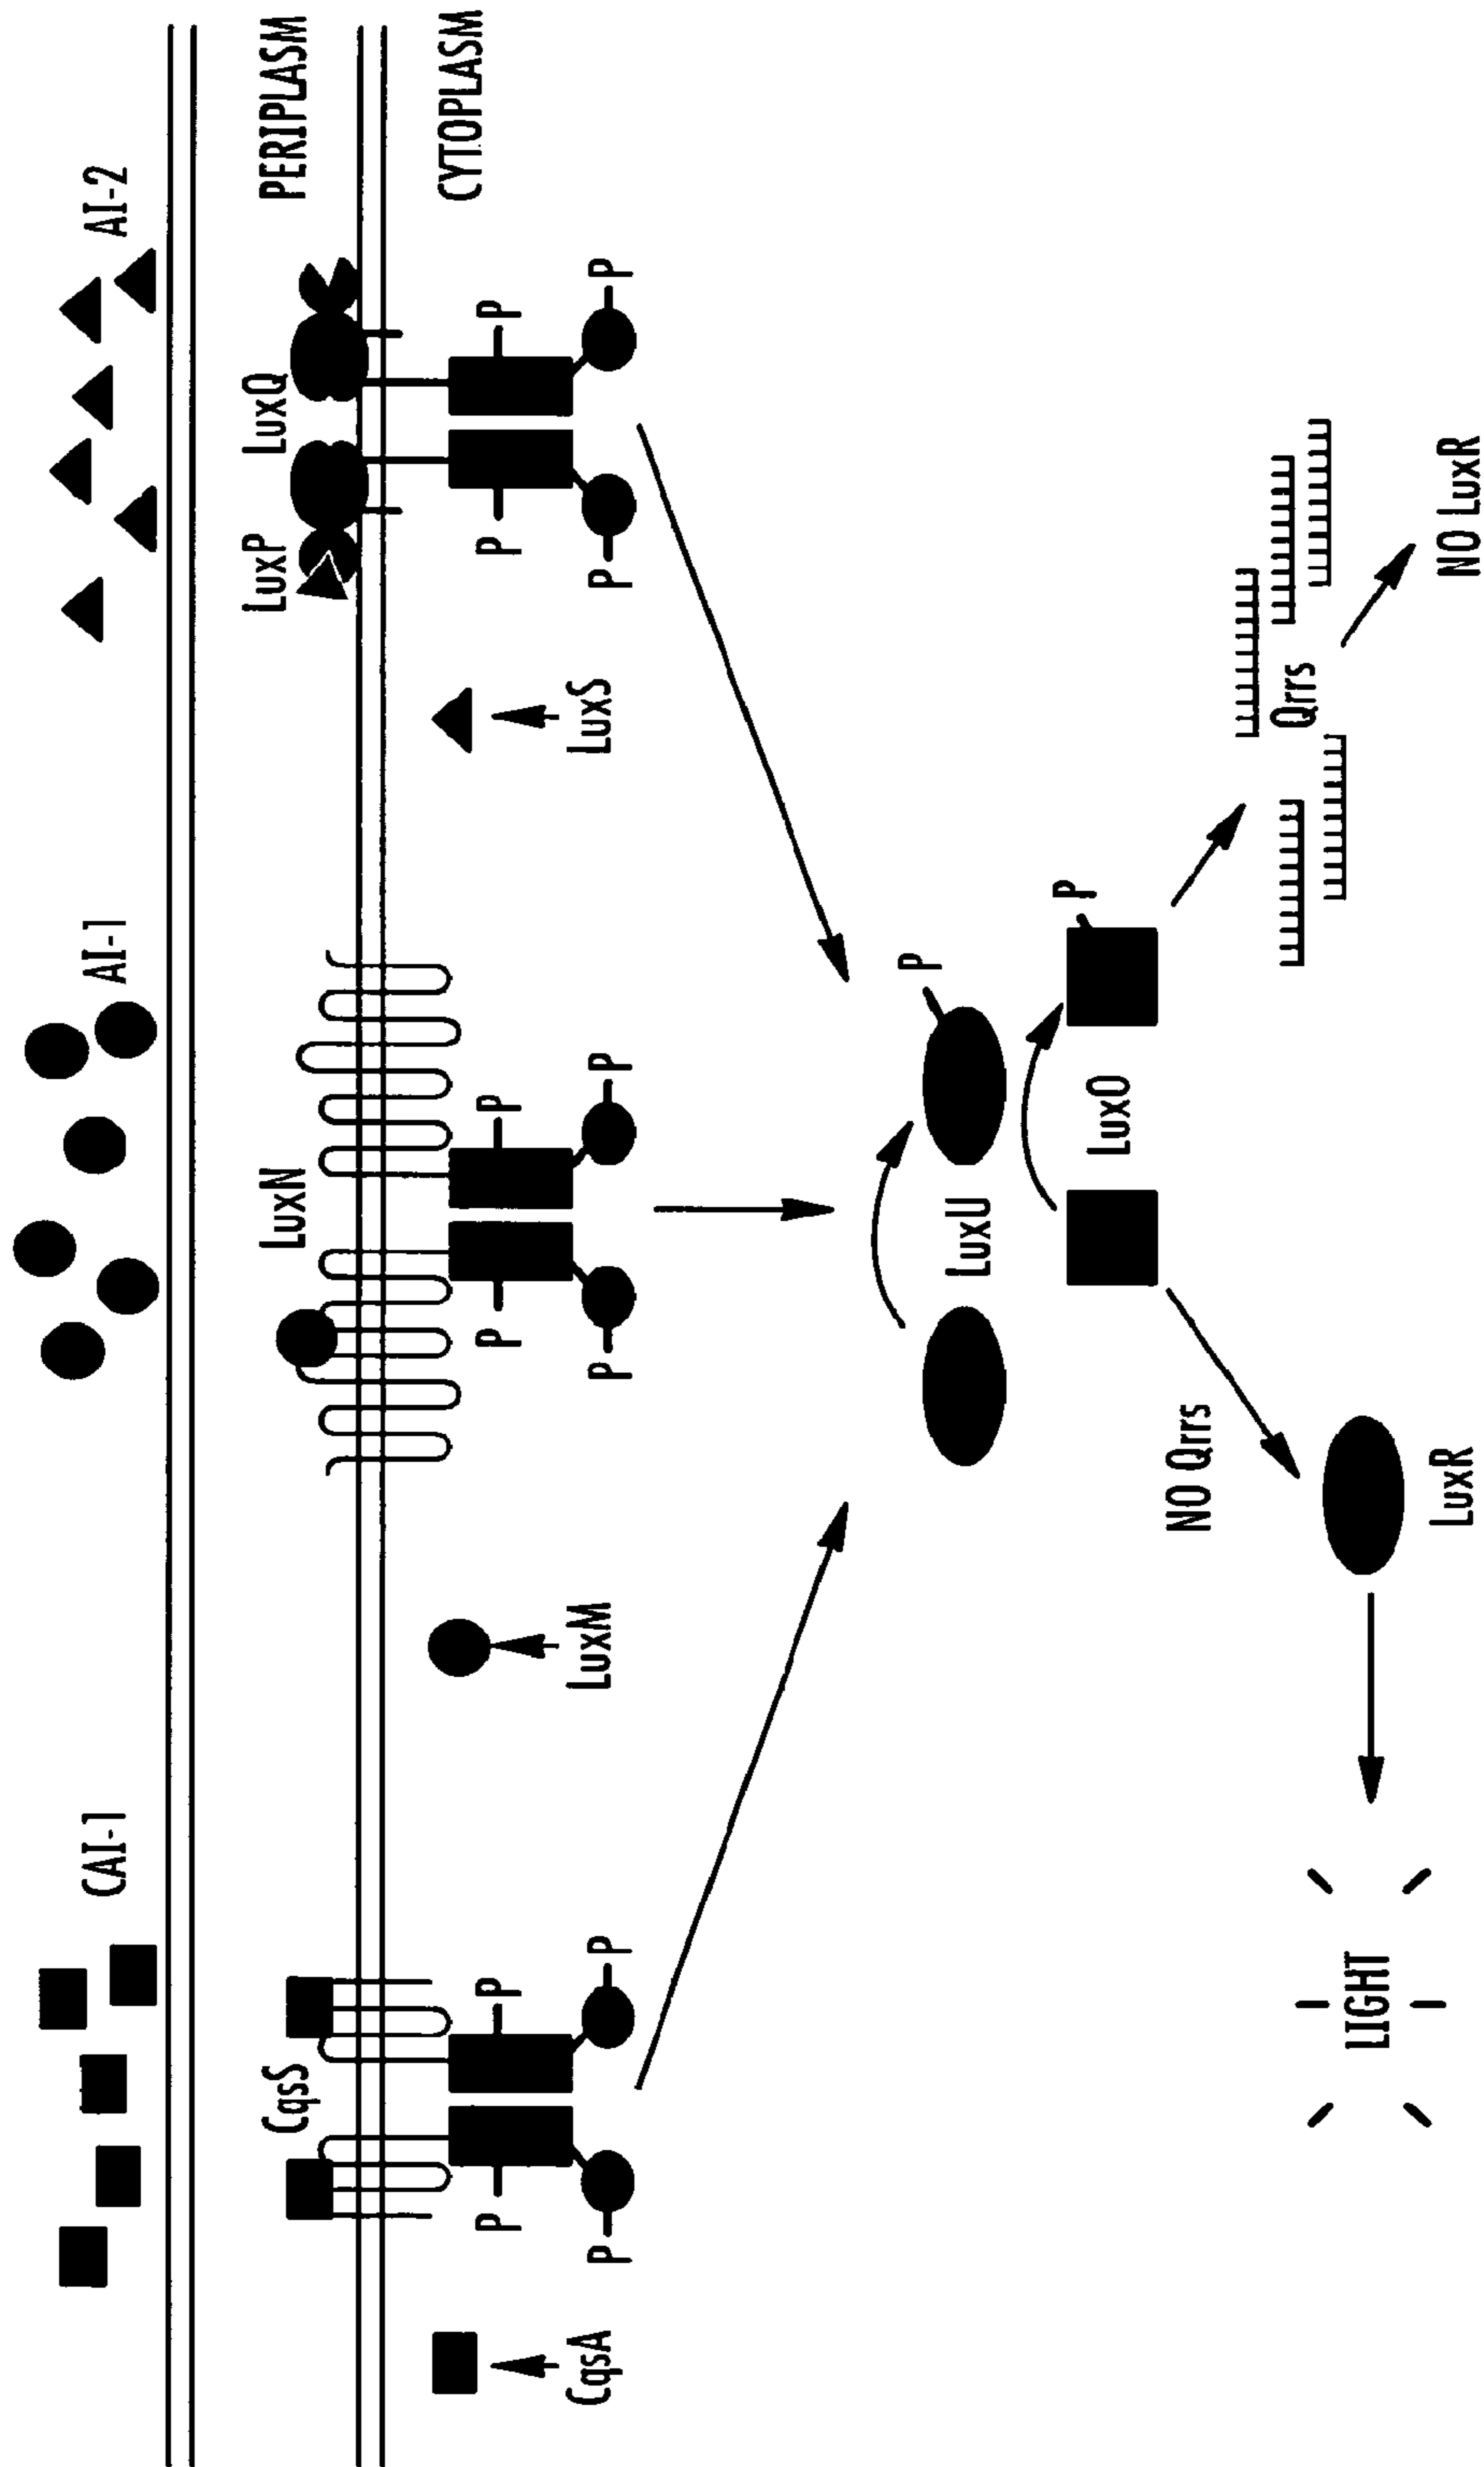 CAI-1
AI-1
AI-2
CqsS
LuxN
LuxP
LuxQ
PERIPLASM
CYTOPLASM
P
P
P
P
P
P
P
P
P
P
P
P
CqsA
LuxM
LuxS
P
LuxU
P
LuxO
NO Qrrs
Qrrs
LIGHT
LuxR
NO LuxR